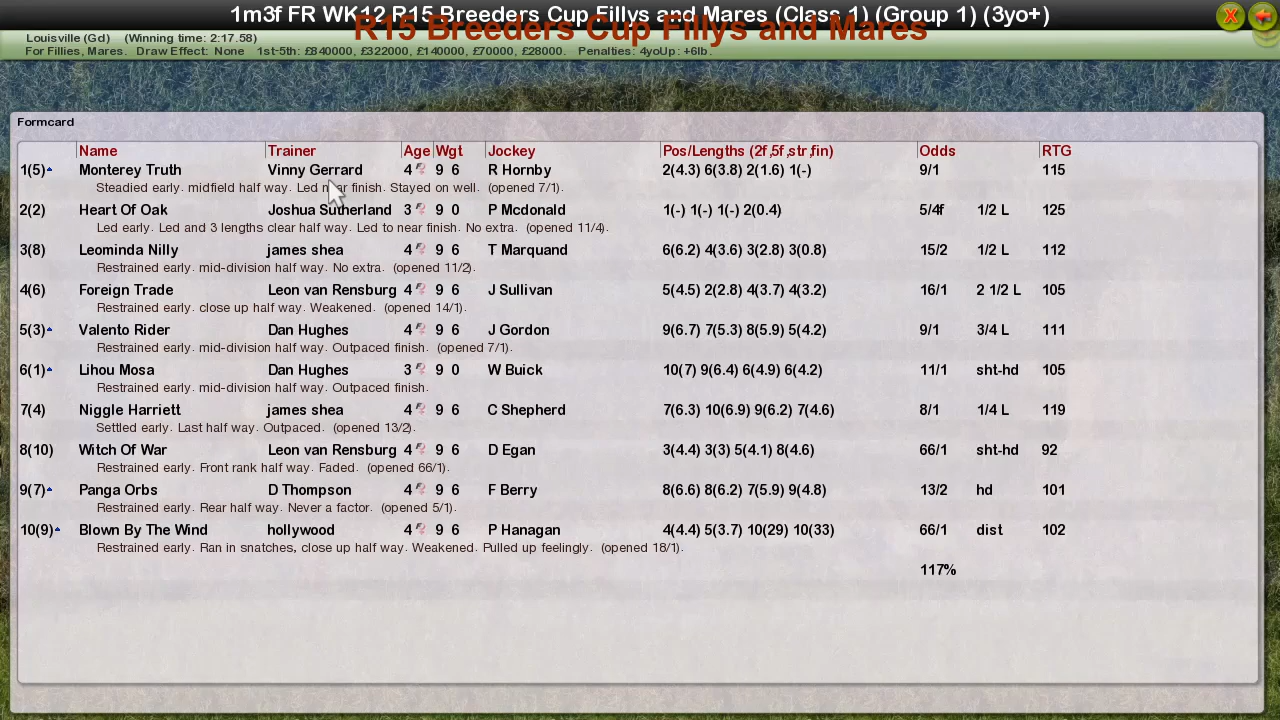 1m3f FR WK12 R15 Breeders Cup Fillys and Mares (Class 1) (Group 1) (3yo+)
R15 Breeders Cup Fillys and Mares
Louisville (Gd) (Winning time: 2:17.58)
For Fillies, Mares. Draw Effect: None 1st-5th: £840000, £322000, £140000, £70000, £28000. Penalties: 4yoUp: +6lb.
Formcard
Name Trainer Age Wgt Jockey Pos/Lengths (2f,5f,str,fin) Odds RTG
1(5) Monterey Truth Vinny Gerrard 4 9 6 R Hornby 2(4.3) 6(3.8) 2(1.6) 1(-) 9/1 115
Steadied early. midfield half way. Led near finish. Stayed on well. (opened 7/1).
2(2) Heart Of Oak Joshua Sutherland 3 9 0 P Mcdonald 1(-) 1(-) 1(-) 2(0.4) 5/4f 1/2 L 125
Led early. Led and 3 lengths clear half way. Led to near finish. No extra. (opened 11/4).
3(8) Leominda Nilly james shea 4 9 6 T Marquand 6(6.2) 4(3.6) 3(2.8) 3(0.8) 15/2 1/2 L 112
Restrained early. mid-division half way. No extra. (opened 11/2).
4(6) Foreign Trade Leon van Rensburg 4 9 6 J Sullivan 5(4.5) 2(2.8) 4(3.7) 4(3.2) 16/1 2 1/2 L 105
Restrained early. close up half way. Weakened. (opened 14/1).
5(3) Valento Rider Dan Hughes 4 9 6 J Gordon 9(6.7) 7(5.3) 8(5.9) 5(4.2) 9/1 3/4 L 111
Restrained early. mid-division half way. Outpaced finish. (opened 7/1).
6(1) Lihou Mosa Dan Hughes 3 9 0 W Buick 10(7) 9(6.4) 6(4.9) 6(4.2) 11/1 sht-hd 105
Restrained early. mid-division half way. Outpaced finish.
7(4) Niggle Harriett james shea 4 9 6 C Shepherd 7(6.3) 10(6.9) 9(6.2) 7(4.6) 8/1 1/4 L 119
Settled early. Last half way. Outpaced. (opened 13/2).
8(10) Witch Of War Leon van Rensburg 4 9 6 D Egan 3(4.4) 3(3) 5(4.1) 8(4.6) 66/1 sht-hd 92
Restrained early. Front rank half way. Faded. (opened 66/1).
9(7) Panga Orbs D Thompson 4 9 6 F Berry 8(6.6) 8(6.2) 7(5.9) 9(4.8) 13/2 hd 101
Restrained early. Rear half way. Never a factor. (opened 5/1).
10(9) Blown By The Wind hollywood 4 9 6 P Hanagan 4(4.4) 5(3.7) 10(29) 10(33) 66/1 dist 102
Restrained early. Ran in snatches, close up half way. Weakened. Pulled up feelingly. (opened 18/1).
117%